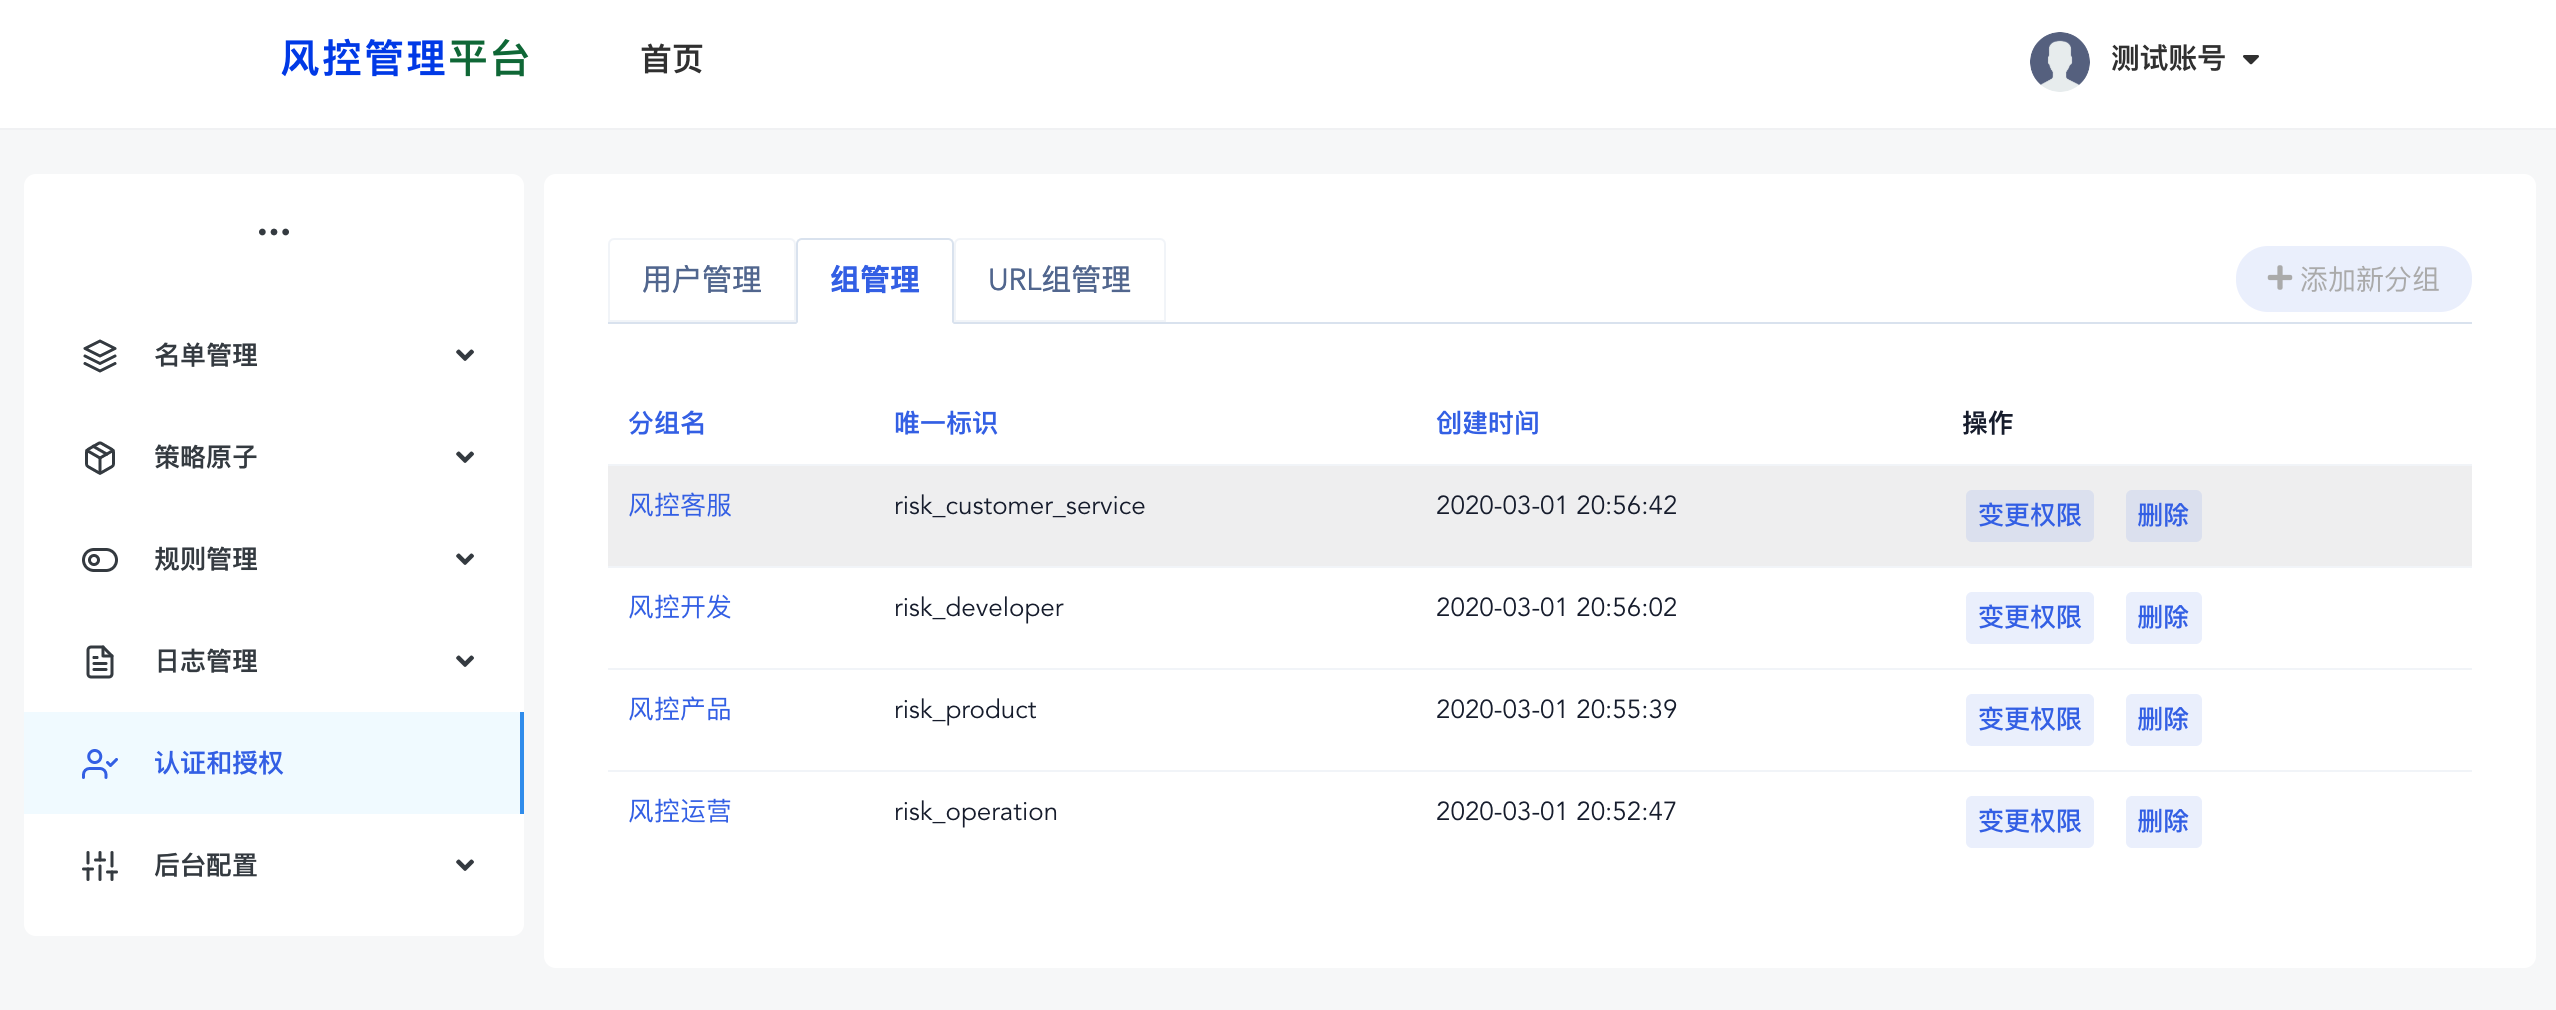 风控管理平台 首页 测试账号
...
名单管理
策略原子
规则管理
日志管理
认证和授权
后台配置
用户管理 组管理 URL组管理 添加新分组
分组名 唯一标识 创建时间 操作
风控客服 risk_customer_service 2020-03-01 20:56:42 变更权限 删除
风控开发 risk_developer 2020-03-01 20:56:02 变更权限 删除
风控产品 risk_product 2020-03-01 20:55:39 变更权限 删除
风控运营 risk_operation 2020-03-01 20:52:47 变更权限 删除